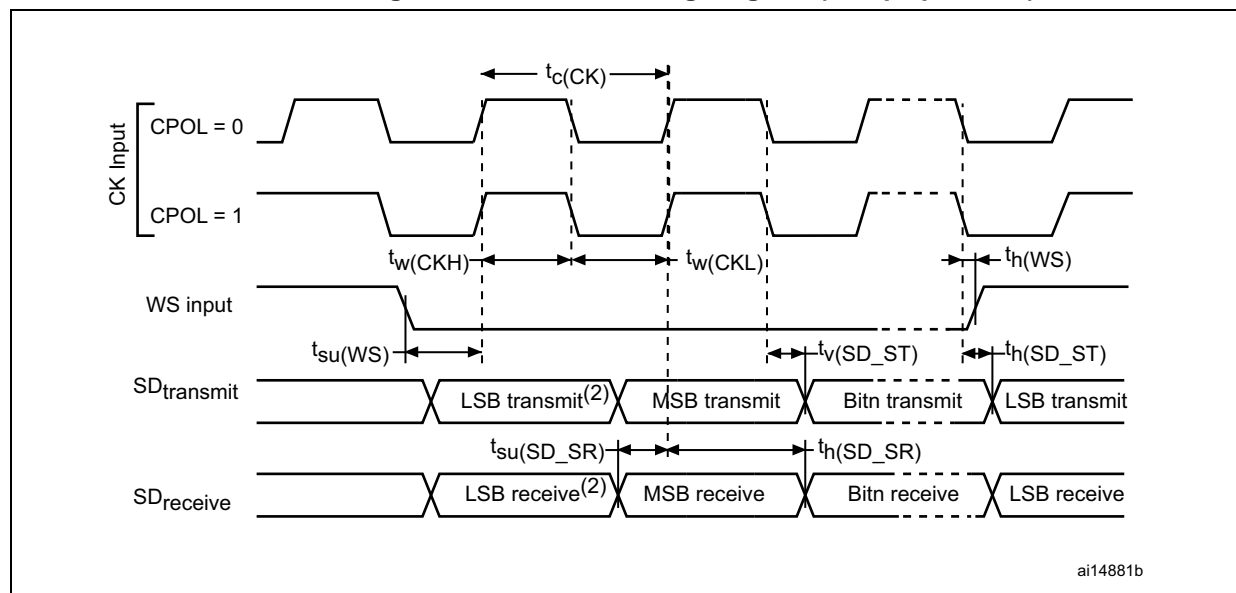 tc(CK)
CK Input
CPOL = 0
CPOL = 1
tw(CKH)
tw(CKL)
th(WS)
WS input
tsu(WS)
tv(SD_ST)
th(SD_ST)
SDtransmit
LSB transmit(2)
MSB transmit
Bitn transmit
LSB transmit
tsu(SD_SR)
th(SD_SR)
SDreceive
LSB receive(2)
MSB receive
Bitn receive
LSB receive
ai14881b